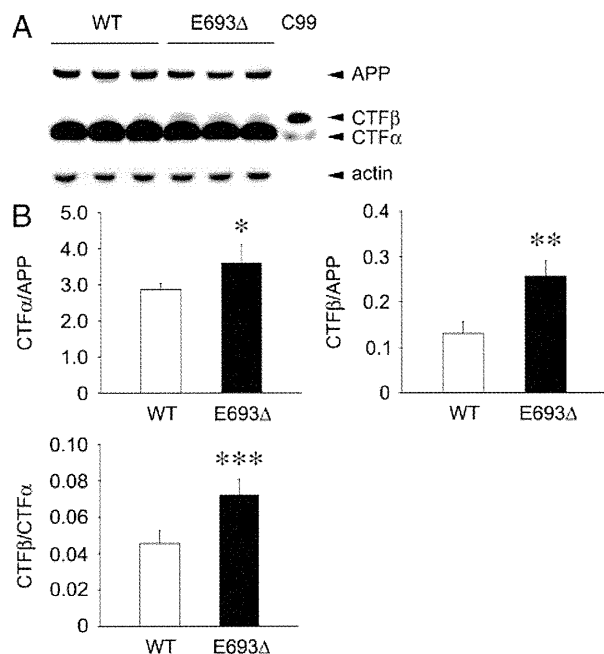 A
WT E693Δ C99
APP
CTFβ
CTFα
actin
B
5.0
4.0
3.0
2.0
1.0
0
CTFα/APP
*
WT E693Δ
0.4
0.3
0.2
0.1
0
CTFβ/APP
**
WT E693Δ
0.10
0.08
0.06
0.04
0.02
0
CTFβ/CTFα
***
WT E693Δ